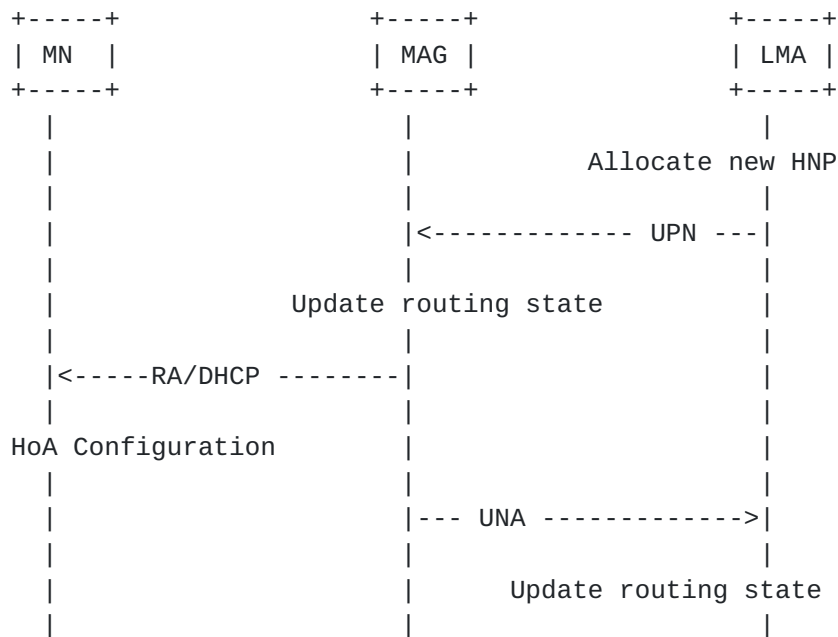 +-----+                +-----+                +-----+
| MN  |                | MAG |                | LMA |
+-----+                +-----+                +-----+
  |                       |                      |
  |                       |           Allocate new HNP
  |                       |                      |
  |                       |<------------- UPN ---|
  |                       |                      |
  |                Update routing state          |
  |                       |                      |
  |<-----RA/DHCP --------|                       |
  |                       |                      |
HoA Configuration         |                      |
  |                       |                      |
  |                       |--- UNA ------------->|
  |                       |                      |
  |                       |      Update routing state
  |                       |                      |